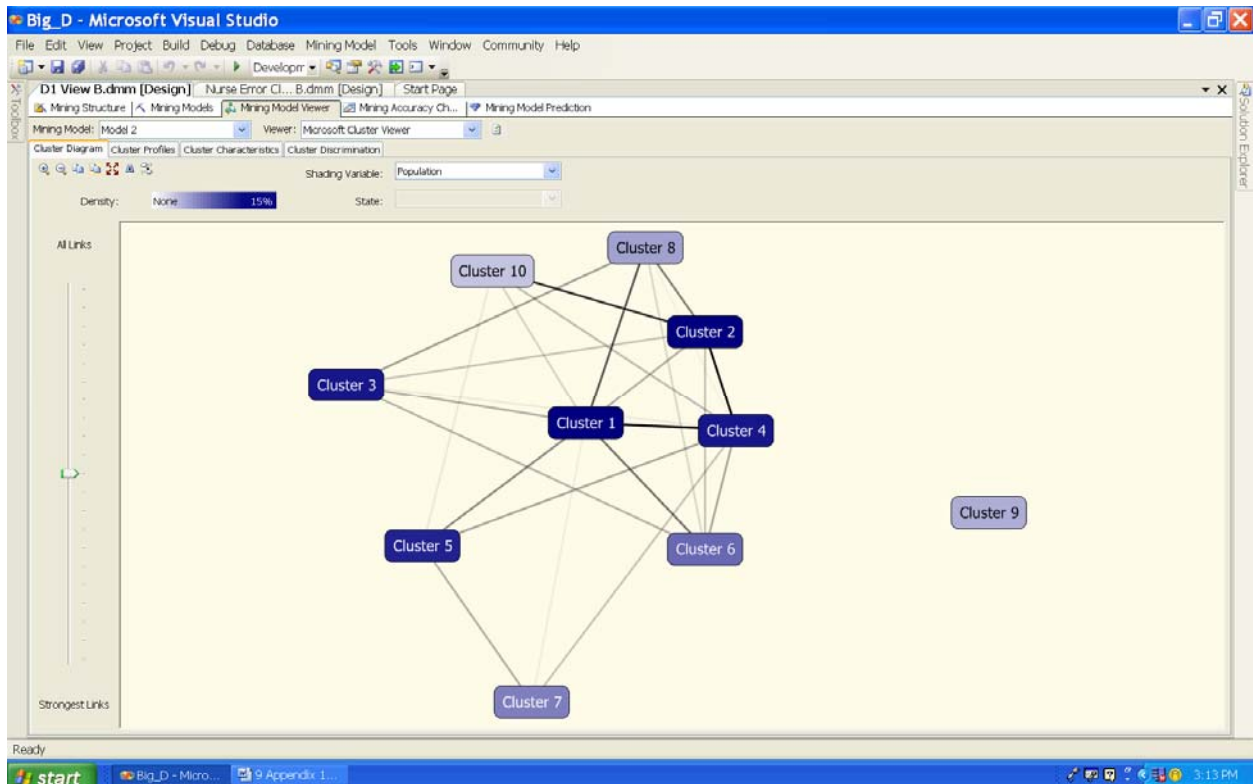 Big_D - Microsoft Visual Studio
File Edit View Project Build Debug Database Mining Model Tools Window Community Help
Developm
D1 View B.dmm [Design] Nurse Error Cl... B.dmm [Design] Start Page
Toolbox
Solution Explorer
Mining Structure Mining Models Mining Model Viewer Mining Accuracy Ch... Mining Model Prediction
Mining Model: Model 2 Viewer: Microsoft Cluster Viewer
Cluster Diagram Cluster Profiles Cluster Characteristics Cluster Discrimination
Shading Variable: Population
Density: None 15% State:
All Links
Cluster 8
Cluster 10
Cluster 2
Cluster 3
Cluster 1
Cluster 4
Cluster 9
Cluster 5
Cluster 6
Cluster 7
Strongest Links
Ready
start Big_D - Micro... 9 Appendix 1... 3:13 PM